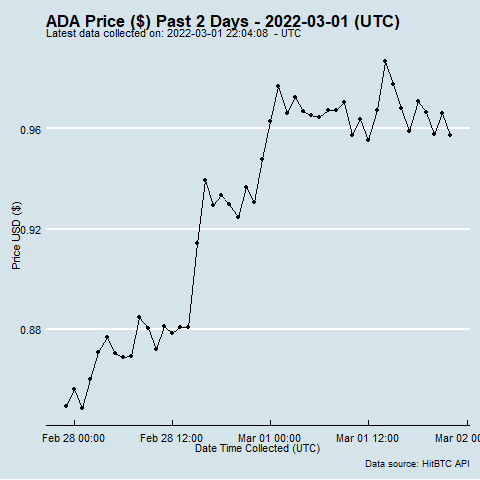 ADA Price ($) Past 2 Days - 2022-03-01 (UTC)
Latest data collected on: 2022-03-01 22:04:08 - UTC
0.96
0.92
0.88
Price USD ($)
Feb 28 00:00 Feb 28 12:00 Mar 01 00:00 Mar 01 12:00 Mar 02 00
Date Time Collected (UTC)
Data source: HitBTC API